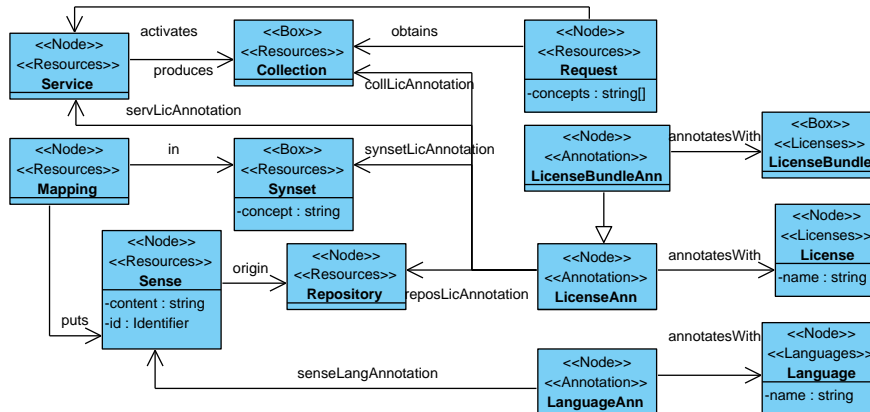 activates
<<Node>>
<<Resources>>
Service
produces
<<Box>>
<<Resources>>
Collection
obtains
<<Node>>
<<Resources>>
Request
-concepts : string[]
collLicAnnotation
servLicAnnotation
<<Node>>
<<Resources>>
Mapping
in
<<Box>>
<<Resources>>
Synset
-concept : string
synsetLicAnnotation
<<Node>>
<<Annotation>>
LicenseBundleAnn
annotatesWith
<<Box>>
<<Licenses>>
LicenseBundle
<<Node>>
<<Resources>>
Sense
-content : string
-id : Identifier
puts
origin
<<Node>>
<<Resources>>
Repository
reposLicAnnotation
<<Node>>
<<Annotation>>
LicenseAnn
annotatesWith
<<Node>>
<<Licenses>>
License
-name : string
senseLangAnnotation
<<Node>>
<<Annotation>>
LanguageAnn
annotatesWith
<<Node>>
<<Languages>>
Language
-name : string